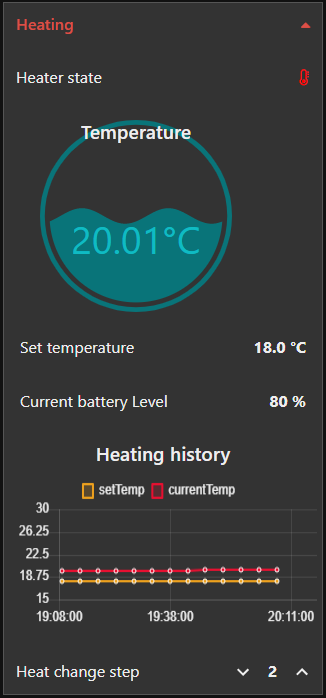 Heating
Heater state
Temperature
20.01°C
Set temperature 18.0 °C
Current battery Level 80 %
Heating history
setTemp currentTemp
30
26.25
22.5
18.75
15
19:08:00 19:38:00 20:11:00
Heat change step 2